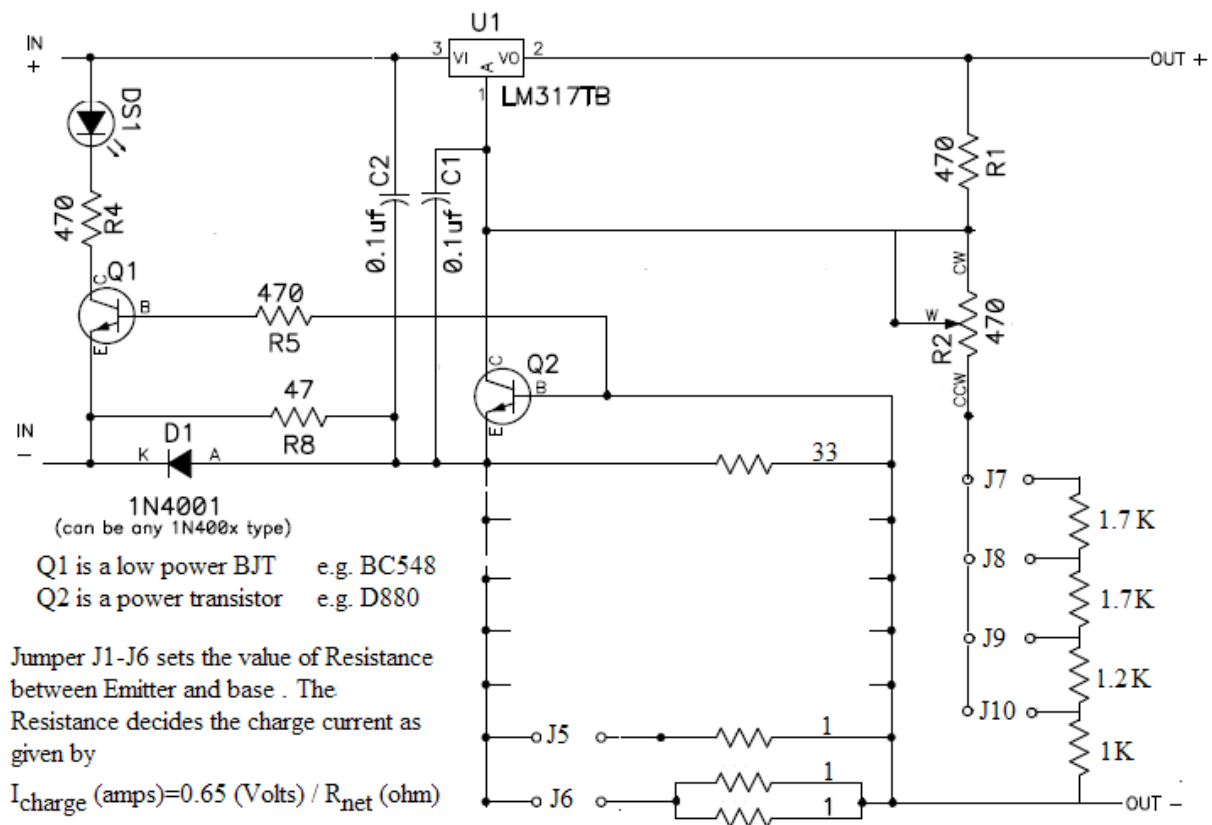 U1
IN
+
3 VI VO 2
A
1
LM317TB
OUT +
DS1
470
R4
C2
0.1uf
C1
0.1uf
470
R1
C
Q1
B
E
470
R5
CW
W
R2
470
CCW
C
Q2
B
E
47
R8
IN
–
D1
K A
33
1N4001
(can be any 1N400x type)
J7
1.7 K
J8
1.7K
J9
1.2K
J10
1K
Q1 is a low power BJT e.g. BC548
Q2 is a power transistor e.g. D880
Jumper J1-J6 sets the value of Resistance
between Emitter and base . The
Resistance decides the charge current as
given by
Icharge (amps)=0.65 (Volts) / Rnet (ohm)
J5
1
1
J6
1
OUT –